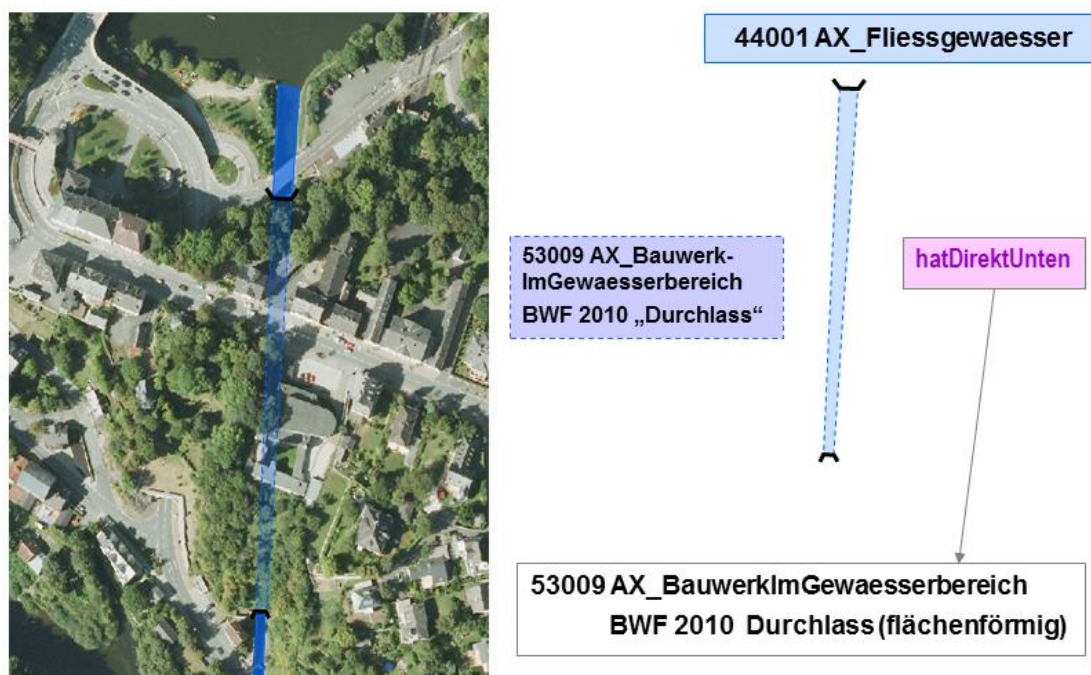 44001 AX_Fliessgewaesser
53009 AX_Bauwerk-
ImGewaesserbereich
BWF 2010 „Durchlass“
hatDirektUnten
53009 AX_BauwerkImGewaesserbereich
BWF 2010 Durchlass (flächenförmig)